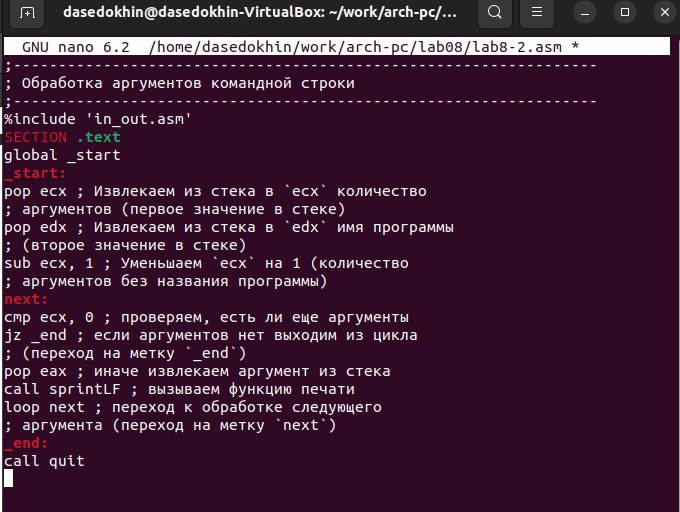 dasedokhin@dasedokhin-VirtualBox: ~/work/arch-pc/...
GNU nano 6.2 /home/dasedokhin/work/arch-pc/lab08/lab8-2.asm *
;-----------------------------------------------------------------
; Обработка аргументов командной строки
;-----------------------------------------------------------------
%include 'in_out.asm'
SECTION .text
global _start
_start:
pop ecx ; Извлекаем из стека в `ecx` количество
; аргументов (первое значение в стеке)
pop edx ; Извлекаем из стека в `edx` имя программы
; (второе значение в стеке)
sub ecx, 1 ; Уменьшаем `ecx` на 1 (количество
; аргументов без названия программы)
next:
cmp ecx, 0 ; проверяем, есть ли еще аргументы
jz _end ; если аргументов нет выходим из цикла
; (переход на метку `_end`)
pop eax ; иначе извлекаем аргумент из стека
call sprintLF ; вызываем функцию печати
loop next ; переход к обработке следующего
; аргумента (переход на метку `next`)
_end:
call quit